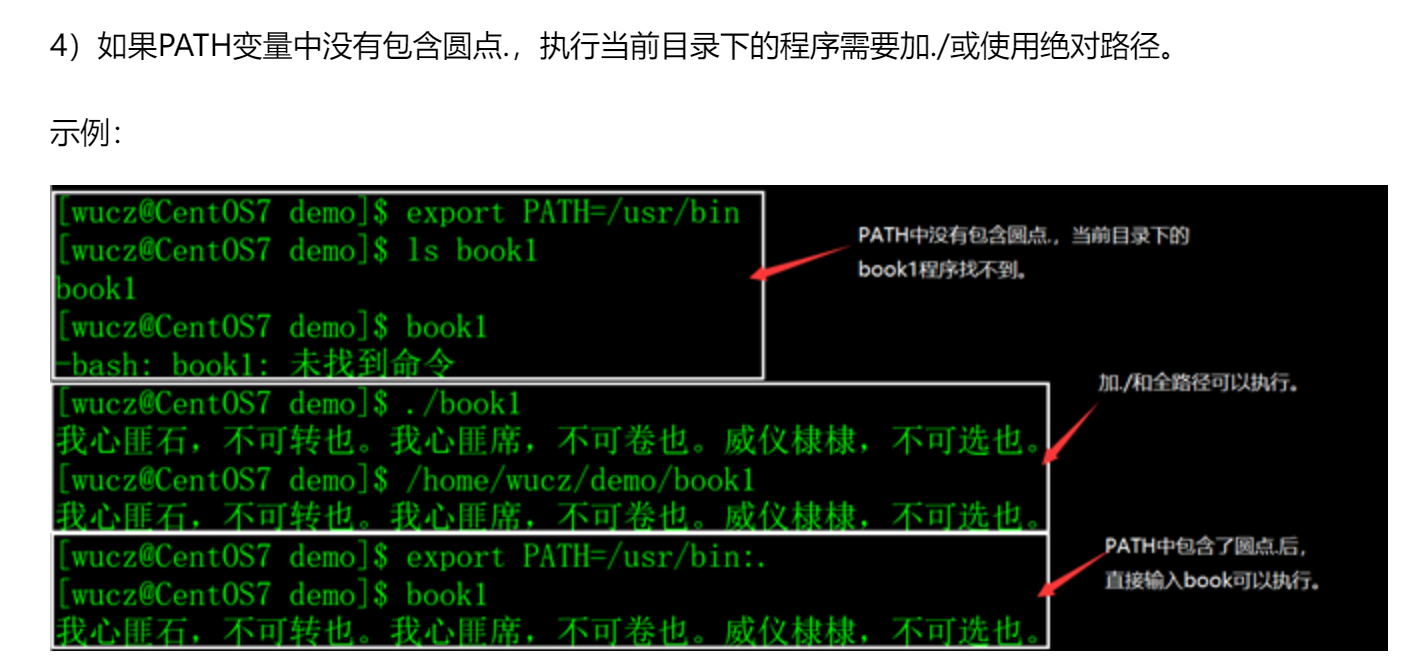 4）如果PATH变量中没有包含圆点.，执行当前目录下的程序需要加./或使用绝对路径。
示例：
[wucz@CentOS7 demo]$ export PATH=/usr/bin
[wucz@CentOS7 demo]$ ls book1
book1
[wucz@CentOS7 demo]$ book1
-bash: book1: 未找到命令
PATH中没有包含圆点.，当前目录下的
book1程序找不到。
[wucz@CentOS7 demo]$ ./book1
我心匪石，不可转也。我心匪席，不可卷也。威仪棣棣，不可选也。
[wucz@CentOS7 demo]$ /home/wucz/demo/book1
我心匪石，不可转也。我心匪席，不可卷也。威仪棣棣，不可选也。
加./和全路径可以执行。
[wucz@CentOS7 demo]$ export PATH=/usr/bin:.
[wucz@CentOS7 demo]$ book1
我心匪石，不可转也。我心匪席，不可卷也。威仪棣棣，不可选也。
PATH中包含了圆点.后，
直接输入book可以执行。